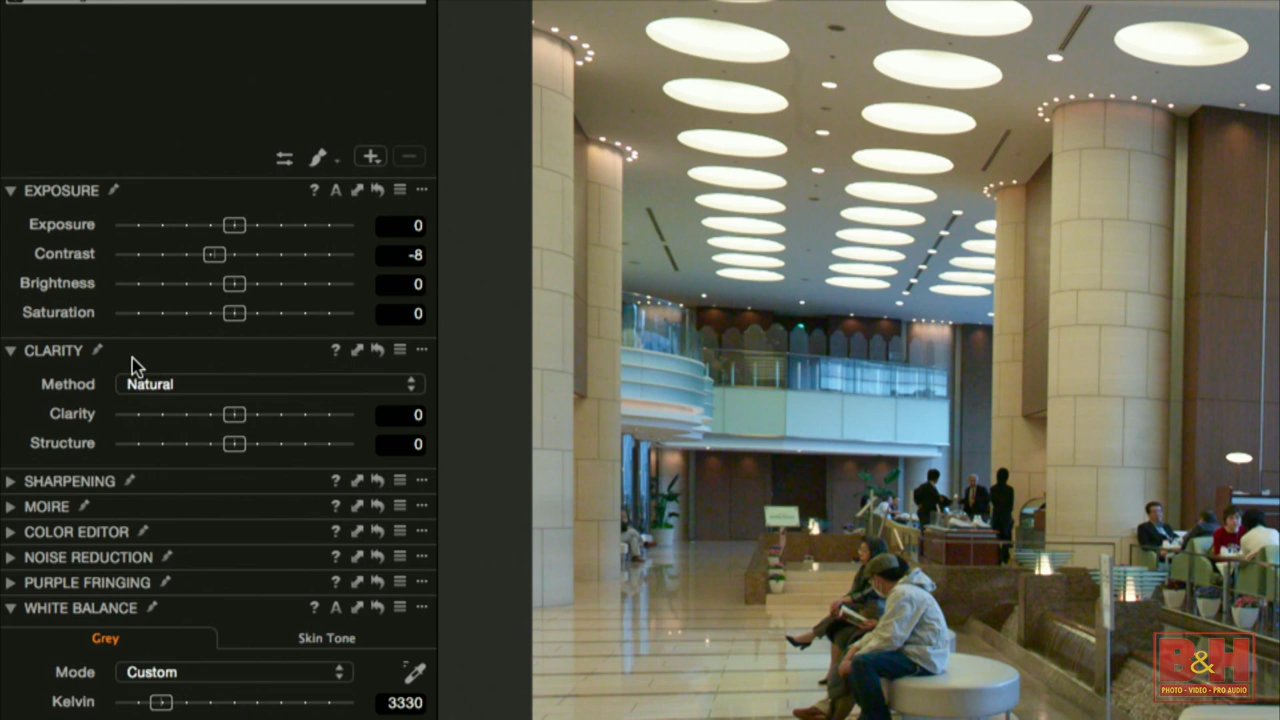 EXPOSURE ? A
Exposure 0
Contrast -8
Brightness 0
Saturation 0
CLARITY ?
Method Natural
Clarity 0
Structure 0
SHARPENING ?
MOIRE ?
COLOR EDITOR ?
NOISE REDUCTION ?
PURPLE FRINGING ?
WHITE BALANCE ? A
Grey Skin Tone
Mode Custom
Kelvin 3330
B&H
PHOTO - VIDEO - PRO AUDIO